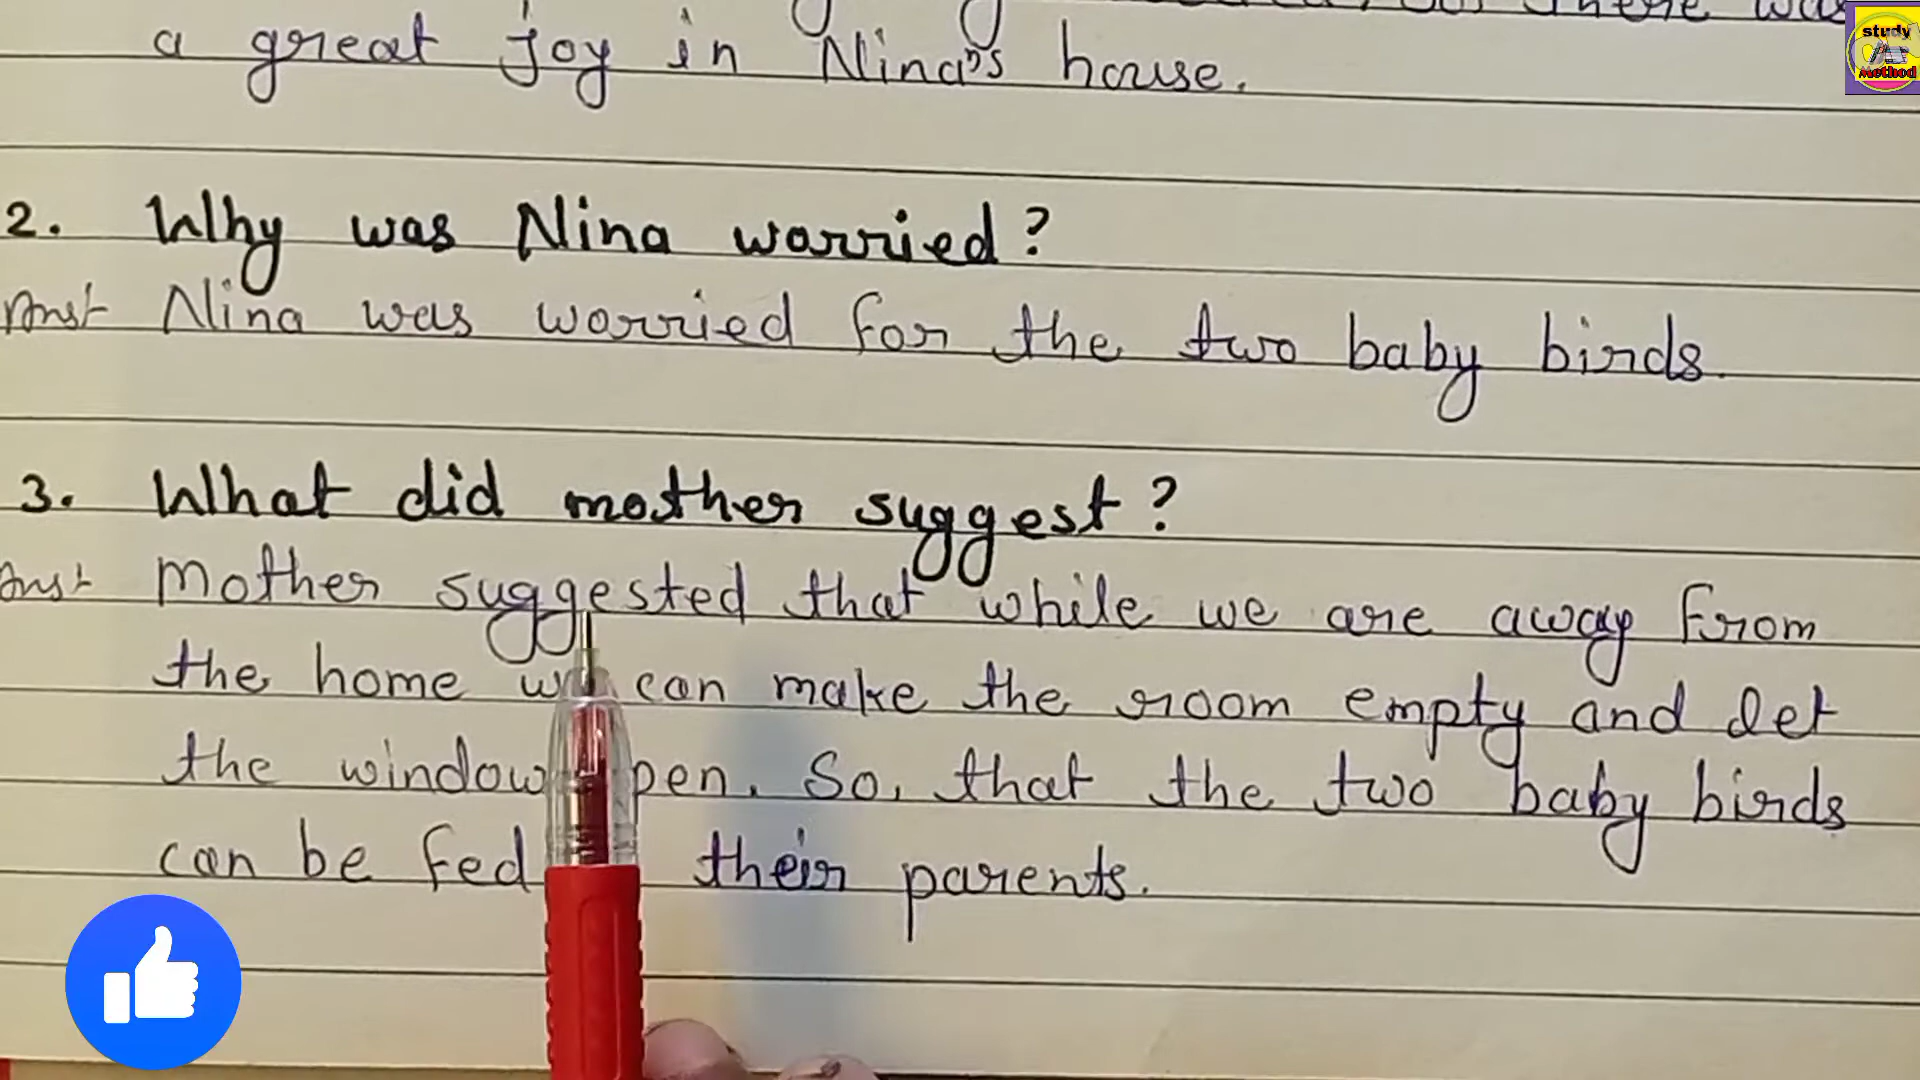 there was
a great joy in Nina's house.
2. Why was Nina worried?
Ans:- Nina was worried for the two baby birds.
3. What did mother suggest?
Ans:- Mother suggested that while we are away from
the home can make the room empty and let
the window pen. So, that the two baby birds
can be fed their parents.
study
Method